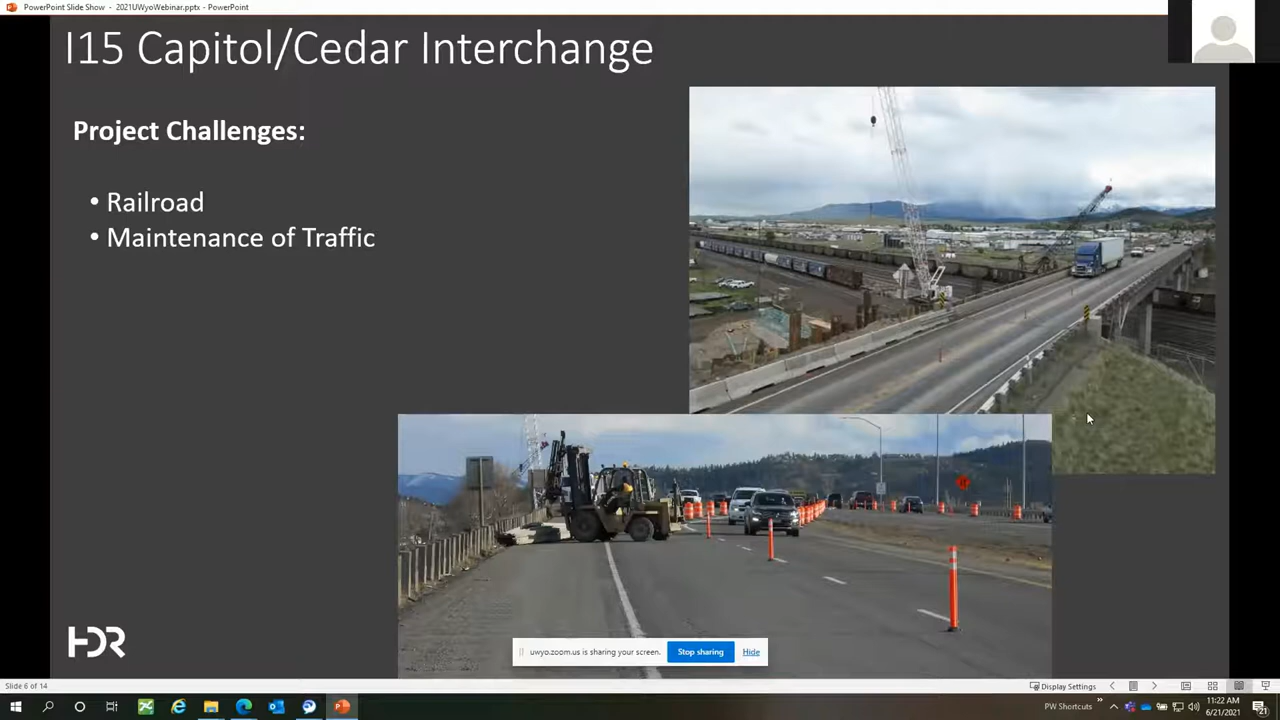 PowerPoint Slide Show - 2021UWyoWebinar.pptx - PowerPoint
I15 Capitol/Cedar Interchange
Project Challenges:
• Railroad
• Maintenance of Traffic
HDR
uwyo.zoom.us is sharing your screen.
Stop sharing
Hide
Slide 6 of 14
Display Settings
PW Shortcuts
11:22 AM
6/21/2021
21